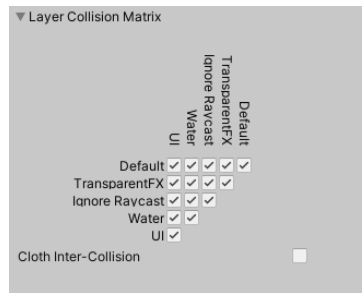 Layer Collision Matrix
Default
TransparentFX
Ignore Raycast
Water
UI
Default
TransparentFX
Ignore Raycast
Water
UI
Cloth Inter-Collision